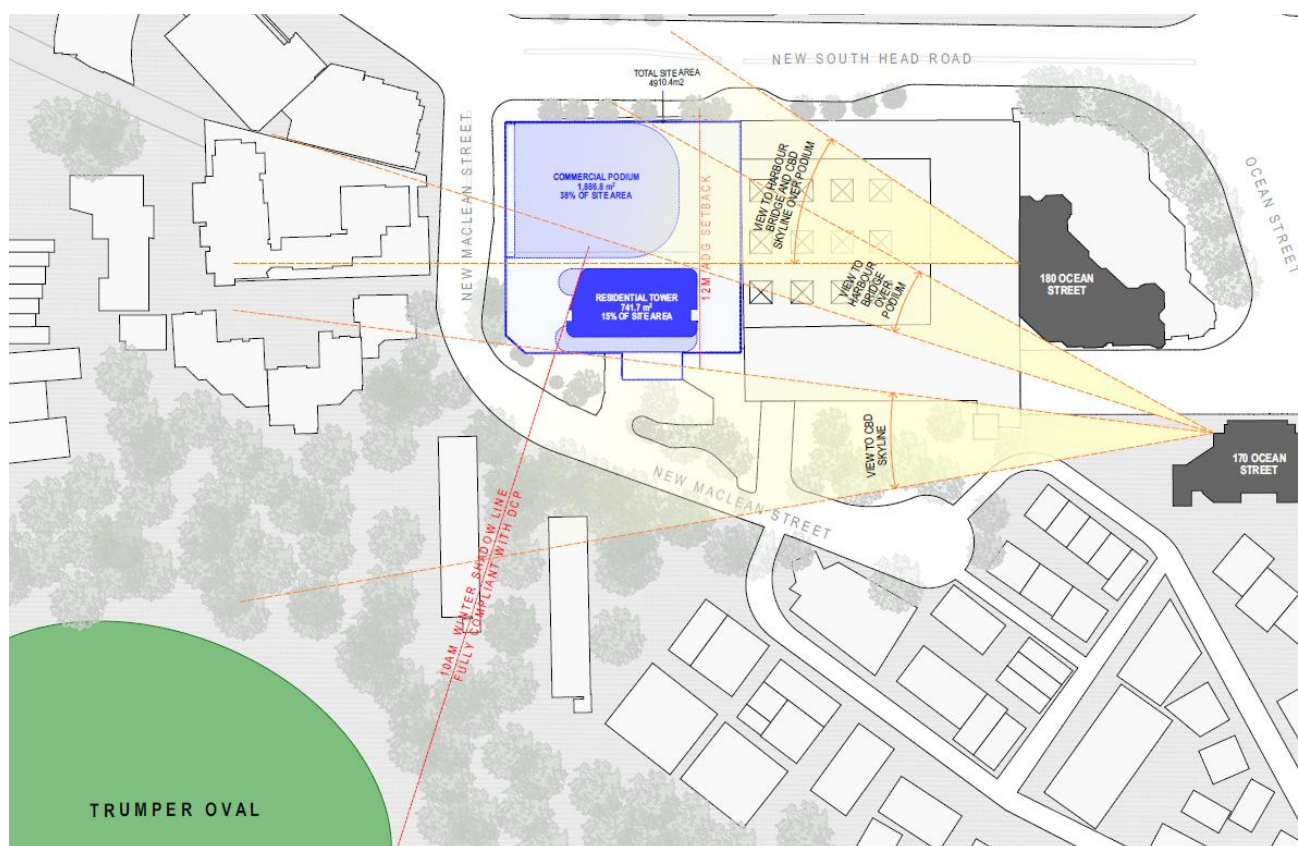 NEW SOUTH HEAD ROAD
TOTAL SITE AREA
4910.4m2
NEW MACLEAN STREET
COMMERCIAL PODIUM
1,886.8 m²
38% OF SITE AREA
12M ADG SETBACK
VIEW TO HARBOUR
BRIDGE AND CBD
SKYLINE OVER PODIUM
OCEAN STREET
VIEW TO
HARBOUR
BRIDGE
OVER
PODIUM
180 OCEAN
STREET
RESIDENTIAL TOWER
741.7 m²
15% OF SITE AREA
VIEW TO CBD
SKYLINE
170 OCEAN
STREET
NEW MACLEAN STREET
10AM WINTER SHADOW LINE
FULLY COMPLIANT WITH DCP
TRUMPER OVAL